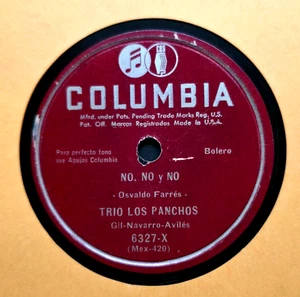 COLUMBIA
Mfrd. under Pats. Pending Trade Marks Reg. U.S.
Pat. Off. Marcas Registradas Made in U.S.A.
Para perfecto tono
use Agujas Columbia
Bolero
NO, NO y NO
- Osvaldo Farrés -
TRIO LOS PANCHOS
Gil-Navarro-Avilés
6327-X
(Mex-420)